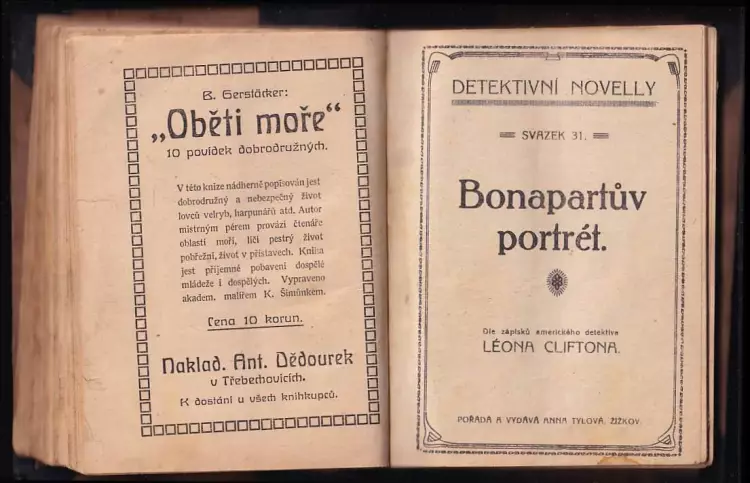 B. Gerstäcker:
„Oběti moře“
10 povídek dobrodružných.
V této knize nádherně popisován jest
dobrodružný a nebezpečný život
lovců velryb, harpunářů atd. Autor
mistrným pérem provází čtenáře
oblastí moří, líčí pestrý život
pobřežní, život v přístavech. Kniha
jest příjemné pobavení dospělé
mládeže i dospělých. Vypraveno
akadem. malířem K. Šimůnkem.
Cena 10 korun.
Naklad. Ant. Dědourek
v Třebechovicích.
K dostání u všech knihkupců.
DETEKTIVNÍ NOVELLY
SVAZEK 31.
Bonapartův
portrét.
Dle zápisků amerického detektiva
LÉONA CLIFTONA.
POŘÁDÁ A VYDÁVÁ ANNA TYLOVÁ, ŽIŽKOV.